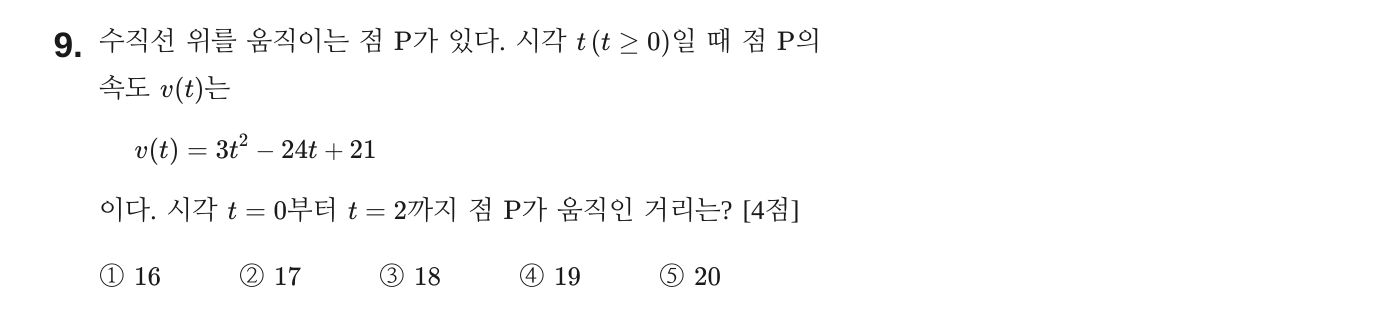 9. 수직선 위를 움직이는 점 P가 있다. 시각 t(t ≥ 0)일 때 점 P의
속도 v(t)는
v(t) = 3t² − 24t + 21
이다. 시각 t = 0부터 t = 2까지 점 P가 움직인 거리는? [4점]
① 16 ② 17 ③ 18 ④ 19 ⑤ 20